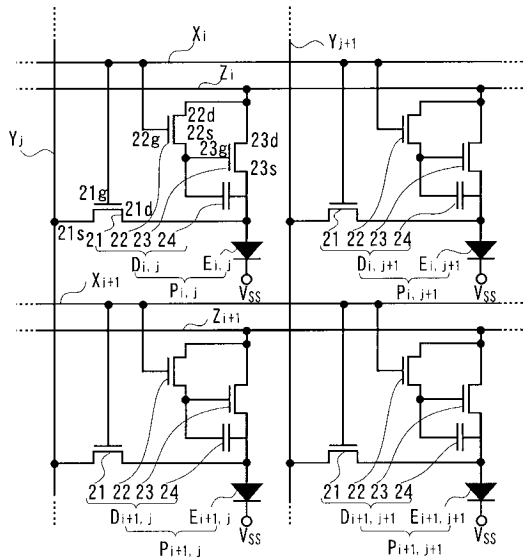 Xi
Yj+1
Zi
Yj
22d
22g
22s
23g
23d
23s
21g
21d
21s
21 22 23 24
21 22 23 24
Di, j
Ei, j
Di, j+1
Ei, j+1
Pi, j
VSS
Pi, j+1
VSS
Xi+1
Zi+1
21 22 23 24
21 22 23 24
Di+1, j
Ei+1, j
Di+1, j+1
Ei+1, j+1
Pi+1, j
VSS
Pi+1, j+1
VSS